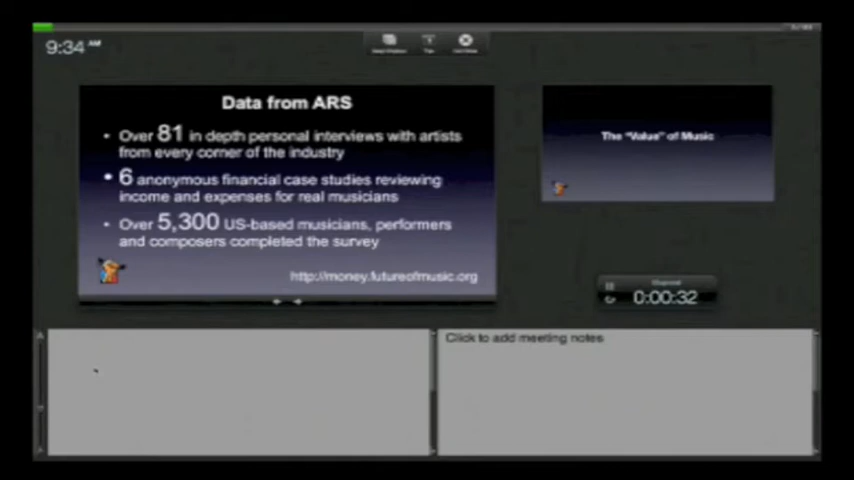 9:34 AM
Data from ARS
• Over 81 in depth personal interviews with artists
from every corner of the industry
• 6 anonymous financial case studies reviewing
income and expenses for real musicians
• Over 5,300 US-based musicians, performers
and composers completed the survey
http://money.futureofmusic.org
The "Value" of Music
0:00:32
Click to add meeting notes